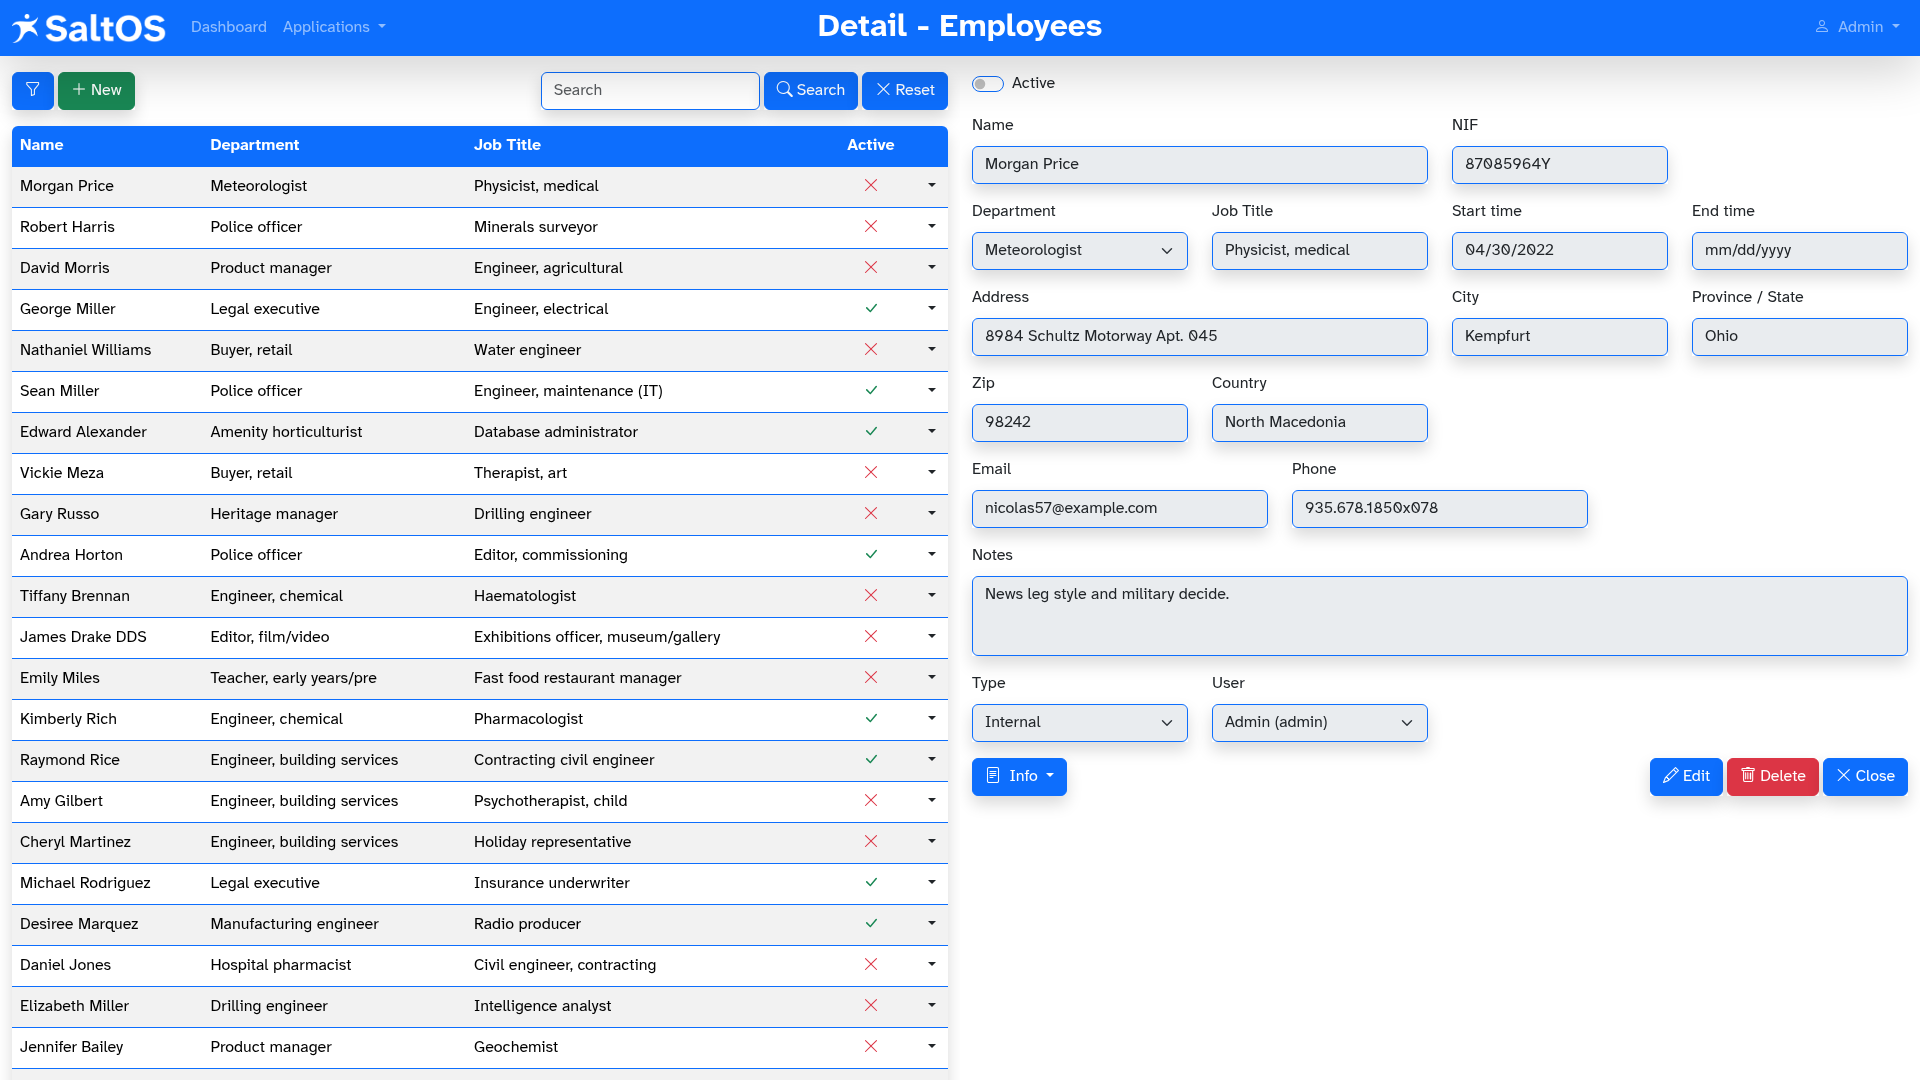 SaltOS Dashboard Applications Detail - Employees Admin
New Search Search Reset
Name Department Job Title Active
Morgan Price Meteorologist Physicist, medical
Robert Harris Police officer Minerals surveyor
David Morris Product manager Engineer, agricultural
George Miller Legal executive Engineer, electrical
Nathaniel Williams Buyer, retail Water engineer
Sean Miller Police officer Engineer, maintenance (IT)
Edward Alexander Amenity horticulturist Database administrator
Vickie Meza Buyer, retail Therapist, art
Gary Russo Heritage manager Drilling engineer
Andrea Horton Police officer Editor, commissioning
Tiffany Brennan Engineer, chemical Haematologist
James Drake DDS Editor, film/video Exhibitions officer, museum/gallery
Emily Miles Teacher, early years/pre Fast food restaurant manager
Kimberly Rich Engineer, chemical Pharmacologist
Raymond Rice Engineer, building services Contracting civil engineer
Amy Gilbert Engineer, building services Psychotherapist, child
Cheryl Martinez Engineer, building services Holiday representative
Michael Rodriguez Legal executive Insurance underwriter
Desiree Marquez Manufacturing engineer Radio producer
Daniel Jones Hospital pharmacist Civil engineer, contracting
Elizabeth Miller Drilling engineer Intelligence analyst
Jennifer Bailey Product manager Geochemist
Active
Name NIF
Morgan Price 87085964Y
Department Job Title Start time End time
Meteorologist Physicist, medical 04/30/2022 mm/dd/yyyy
Address City Province / State
8984 Schultz Motorway Apt. 045 Kempfurt Ohio
Zip Country
98242 North Macedonia
Email Phone
nicolas57@example.com 935.678.1850x078
Notes
News leg style and military decide.
Type User
Internal Admin (admin)
Info Edit Delete Close